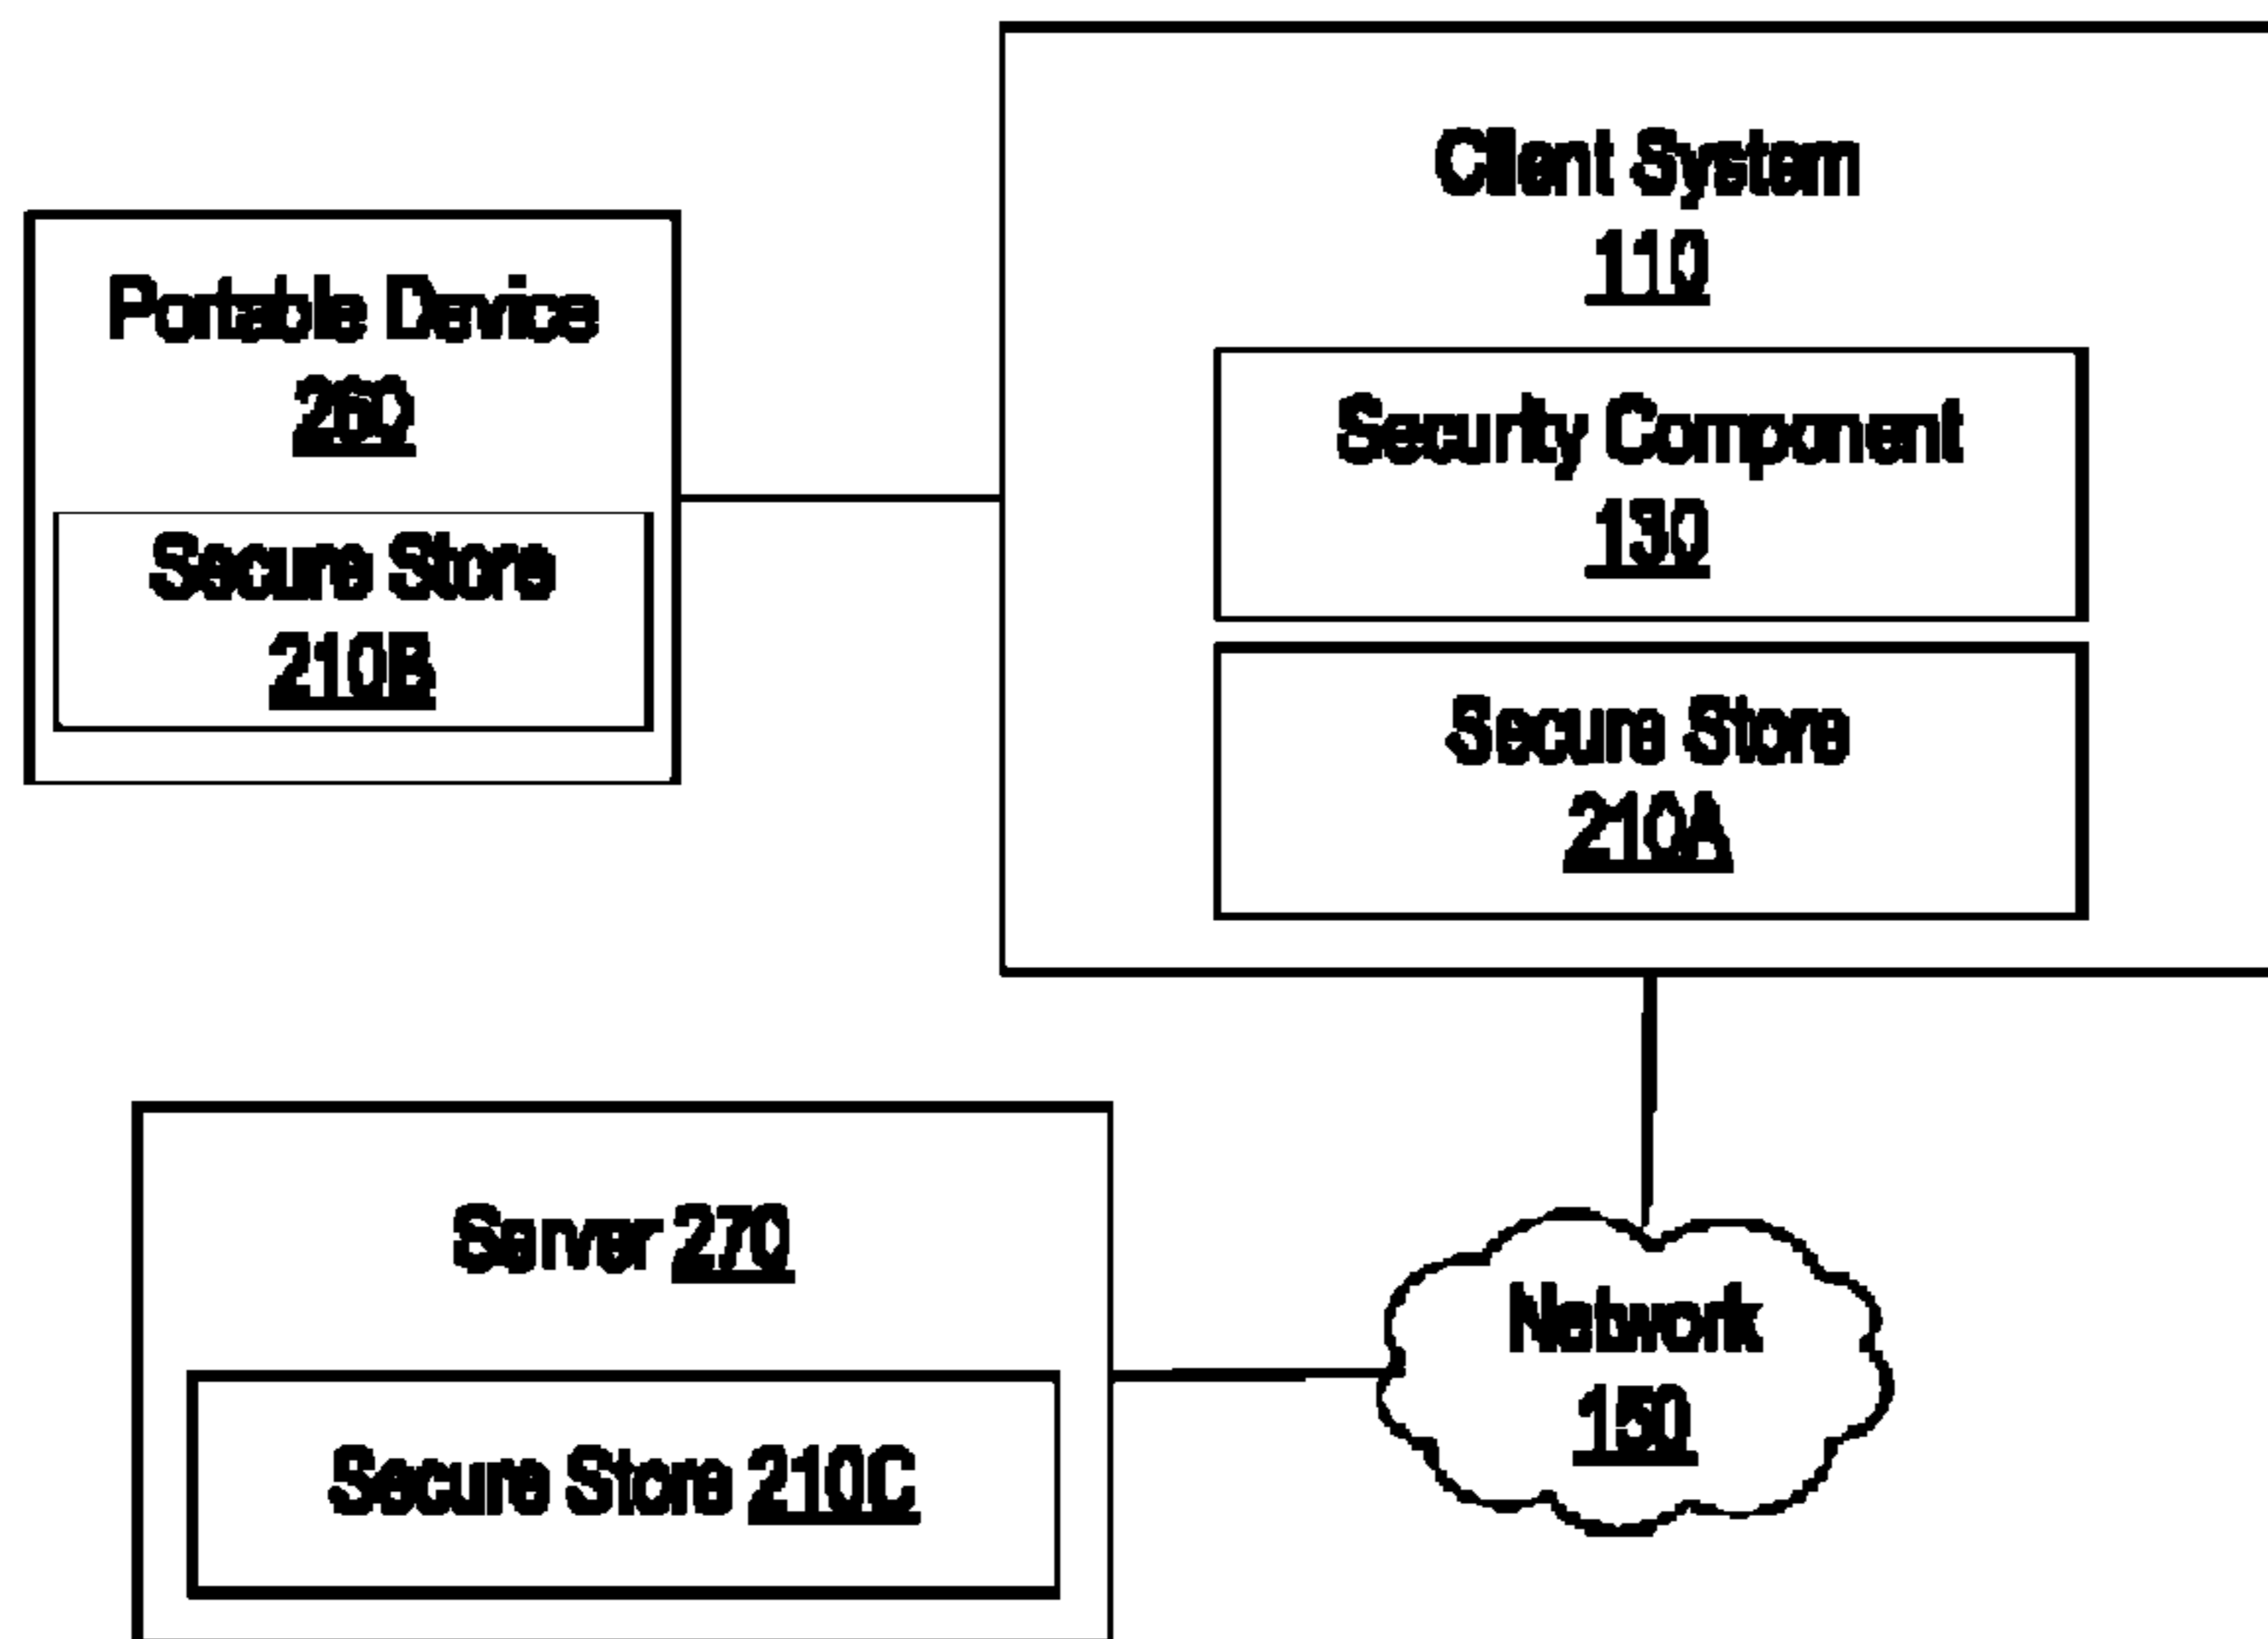 Client System
110
Portable Device
260
Security Component
130
Secure Store
210B
Secure Store
210A
Server 270
Network
150
Secure Store 210C